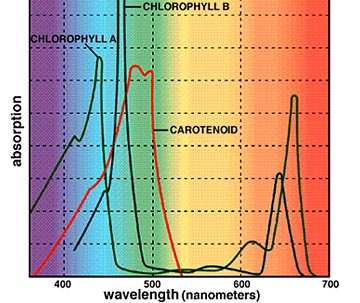 CHLOROPHYLL B
CHLOROPHYLL A
CAROTENOID
absorption
400 500 600 700
wavelength (nanometers)